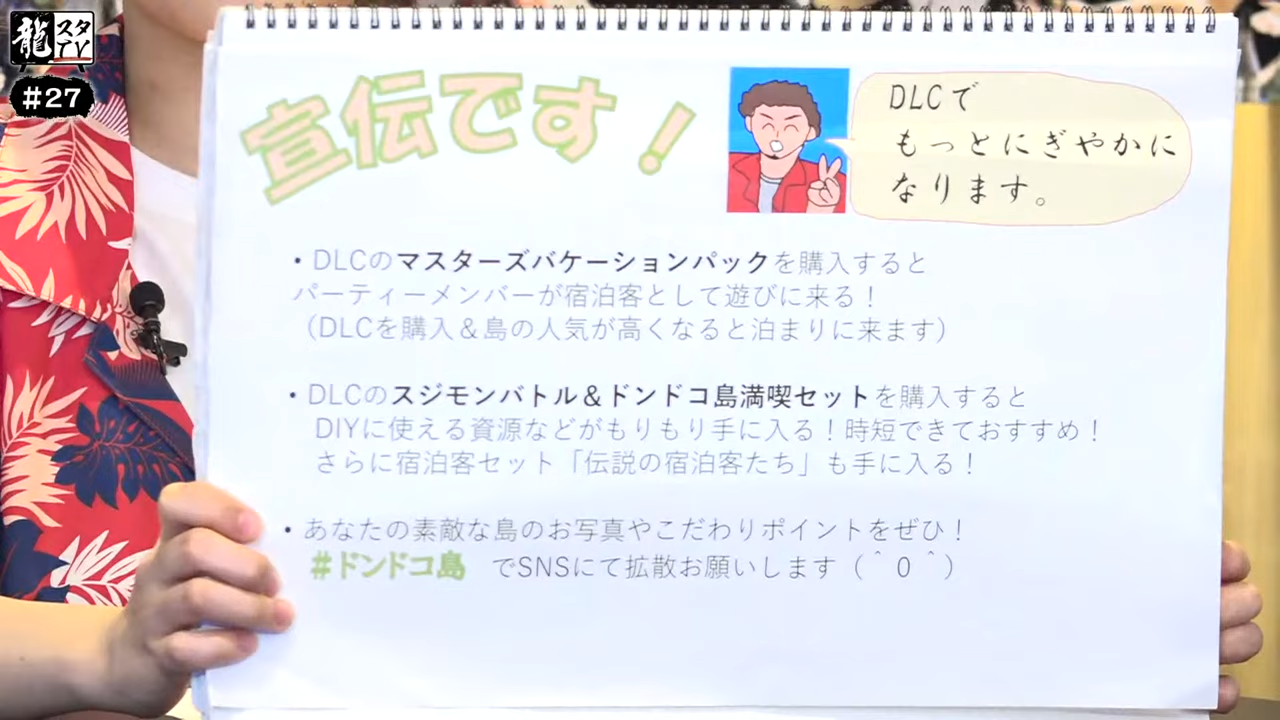 龍スタTV
#27
宣伝です!
DLCで
もっとにぎやかに
なります。
・DLCのマスターズバケーションパックを購入すると
パーティーメンバーが宿泊客として遊びに来る！
（DLCを購入＆島の人気が高くなると泊まりに来ます）
・DLCのスジモンバトル＆ドンドコ島満喫セットを購入すると
DIYに使える資源などがもりもり手に入る！時短できておすすめ！
さらに宿泊客セット「伝説の宿泊客たち」も手に入る！
・あなたの素敵な島のお写真やこだわりポイントをぜひ！
#ドンドコ島　でSNSにて拡散お願いします（＾０＾）